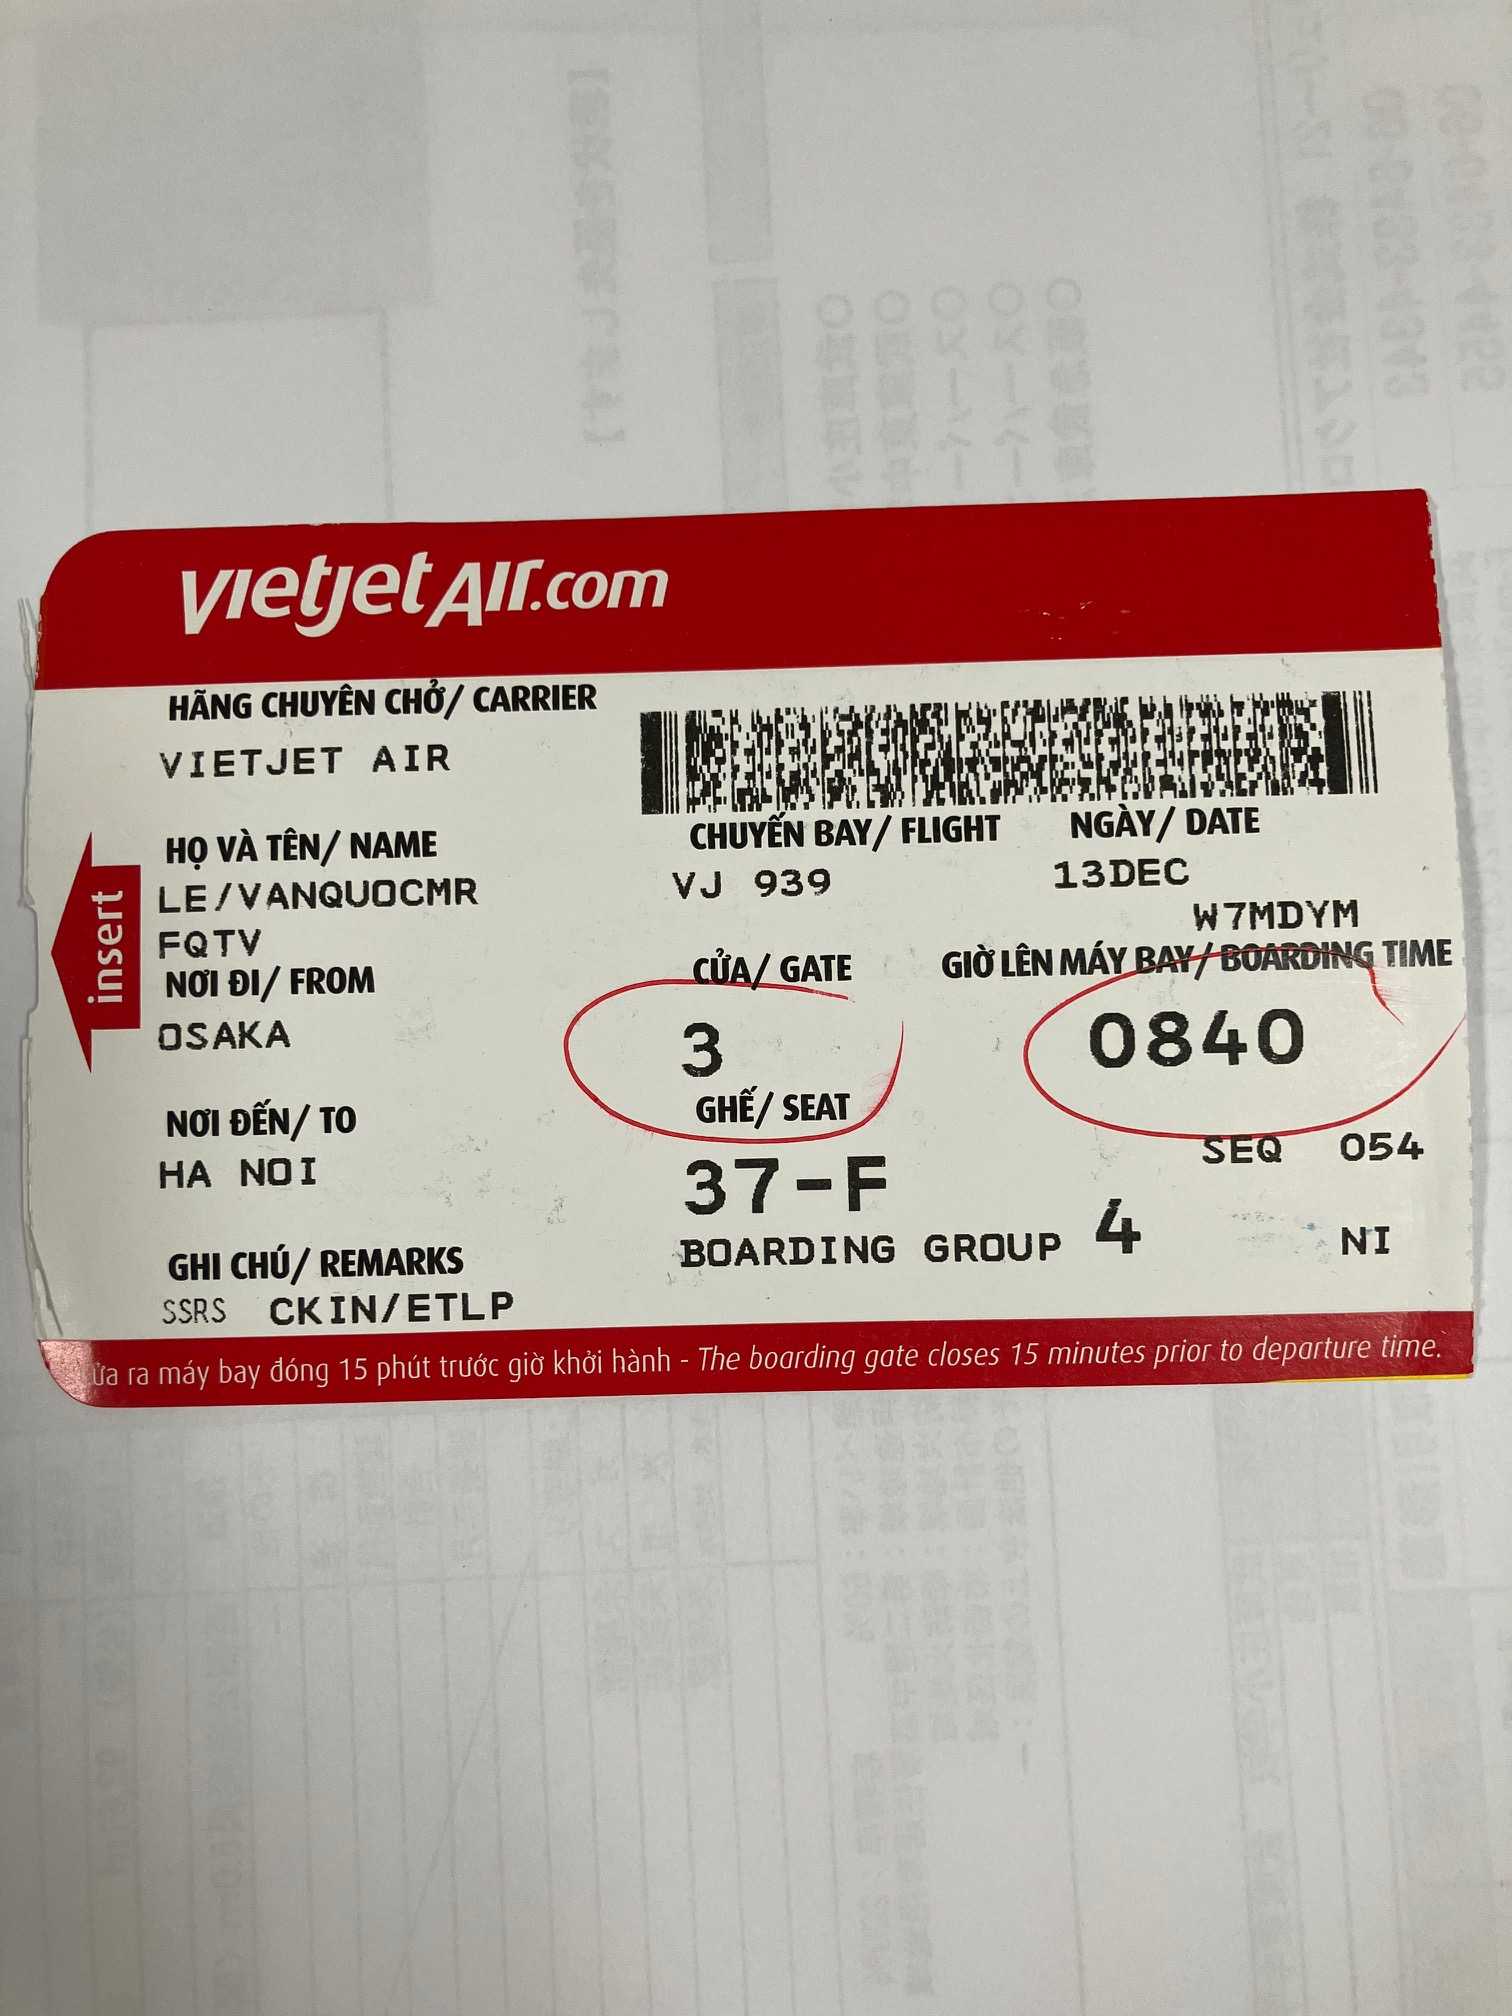 vietjetAir.com
HÃNG CHUYÊN CHỞ/ CARRIER
VIETJET AIR
HỌ VÀ TÊN/ NAME
LE/VANQUOCMR
FQTV
NƠI ĐI/ FROM
OSAKA
NƠI ĐẾN/ TO
HA NOI
GHI CHÚ/ REMARKS
SSRS CKIN/ETLP
insert
CHUYẾN BAY/ FLIGHT NGÀY/ DATE
VJ 939 13DEC
W7MDYM
CỬA/ GATE GIỜ LÊN MÁY BAY/ BOARDING TIME
3 0840
GHẾ/ SEAT
SEQ 054
37-F
BOARDING GROUP 4 NI
ra máy bay đóng 15 phút trước giờ khởi hành - The boarding gate closes 15 minutes prior to departure time.